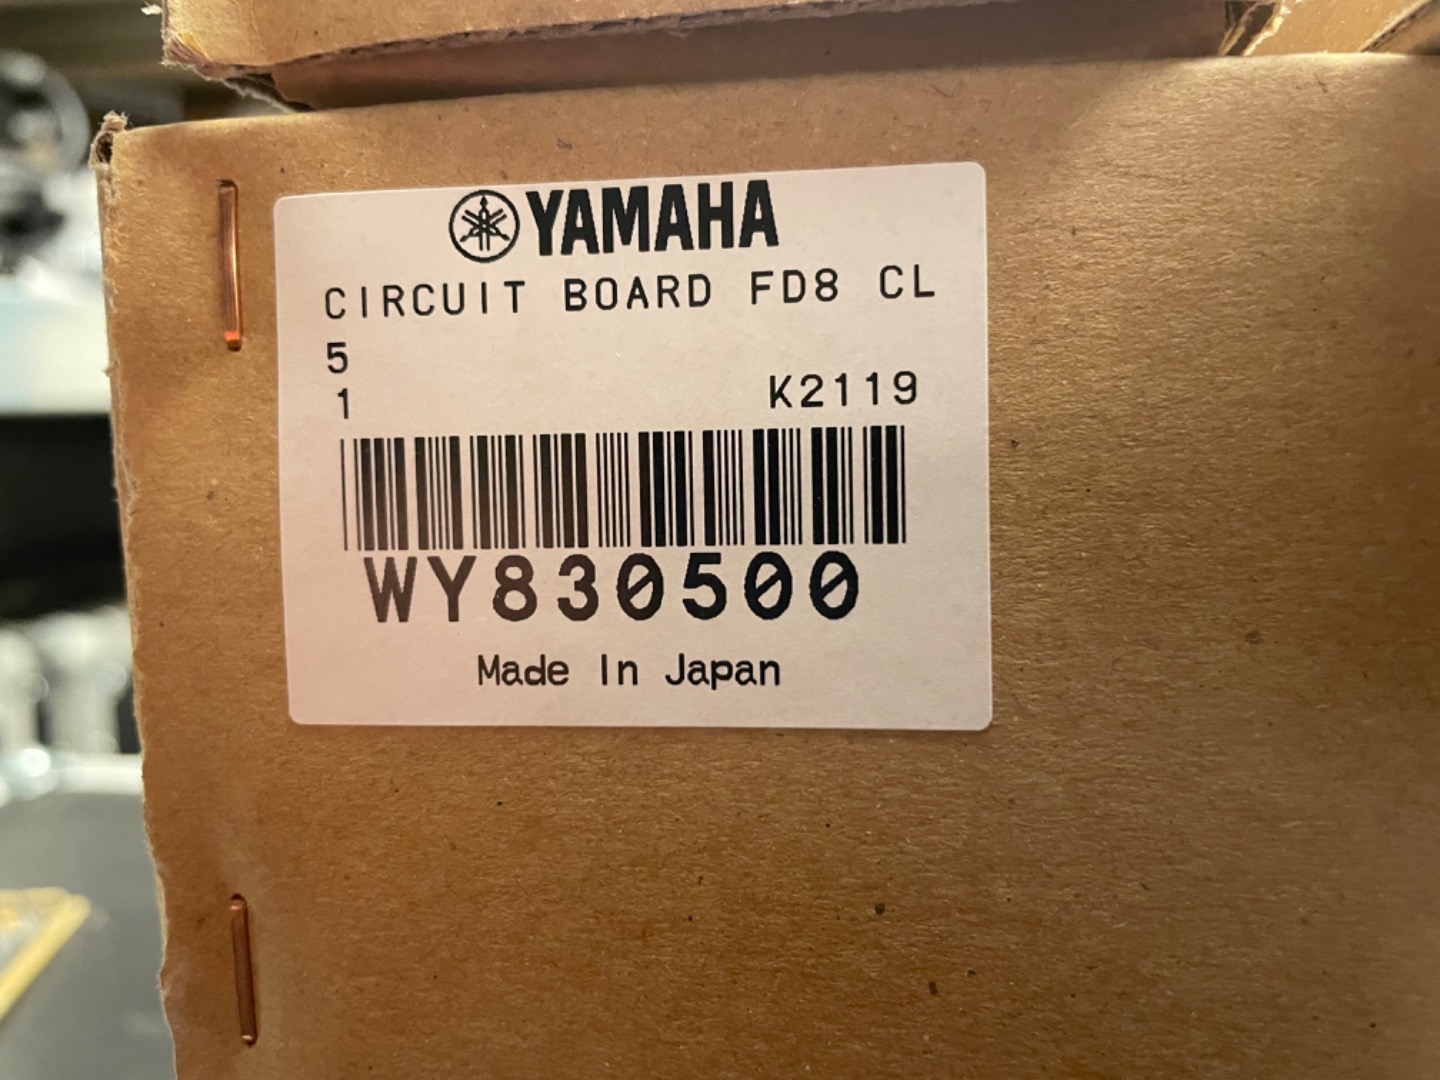 YAMAHA
CIRCUIT BOARD FD8 CL
5
1 K2119
WY830500
Made In Japan